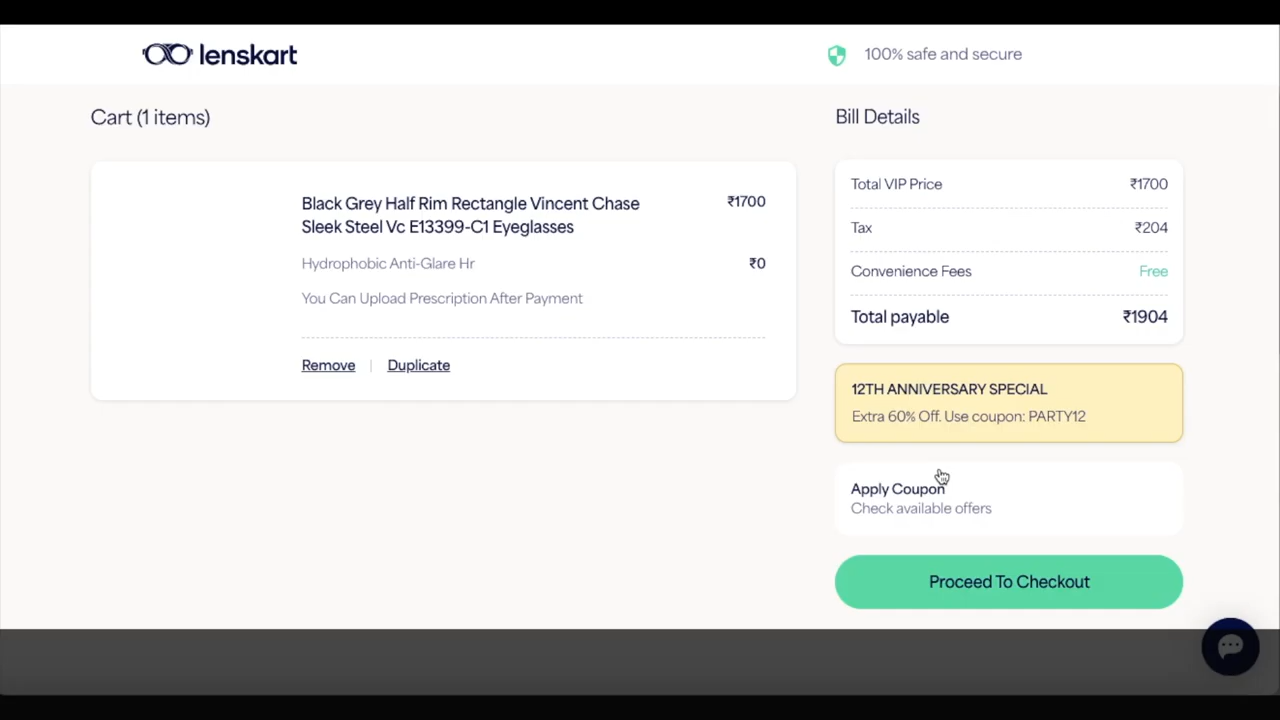 lenskart
100% safe and secure
Cart (1 items)
Bill Details
Black Grey Half Rim Rectangle Vincent Chase
Sleek Steel Vc E13399-C1 Eyeglasses
₹1700
Hydrophobic Anti-Glare Hr
₹0
You Can Upload Prescription After Payment
Remove | Duplicate
Total VIP Price ₹1700
Tax ₹204
Convenience Fees Free
Total payable ₹1904
12TH ANNIVERSARY SPECIAL
Extra 60% Off. Use coupon: PARTY12
Apply Coupon
Check available offers
Proceed To Checkout